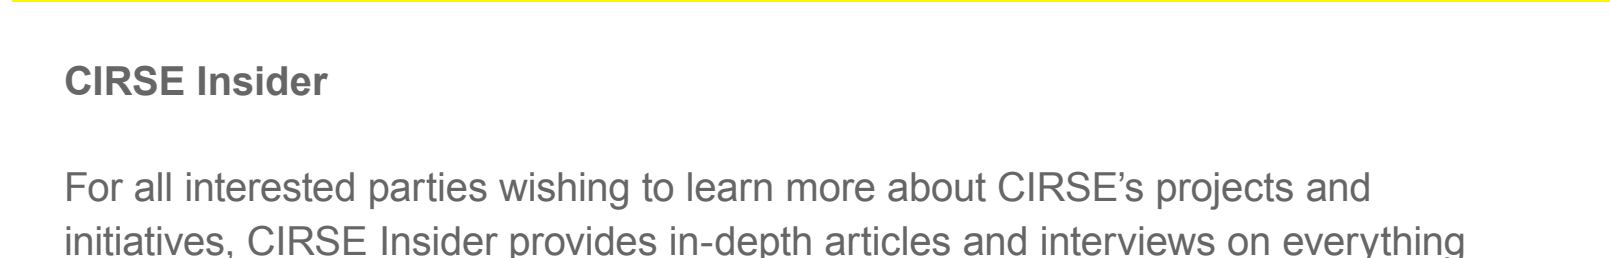 CIRSE Insider
For all interested parties wishing to learn more about CIRSE’s projects and
initiatives, CIRSE Insider provides in-depth articles and interviews on everything